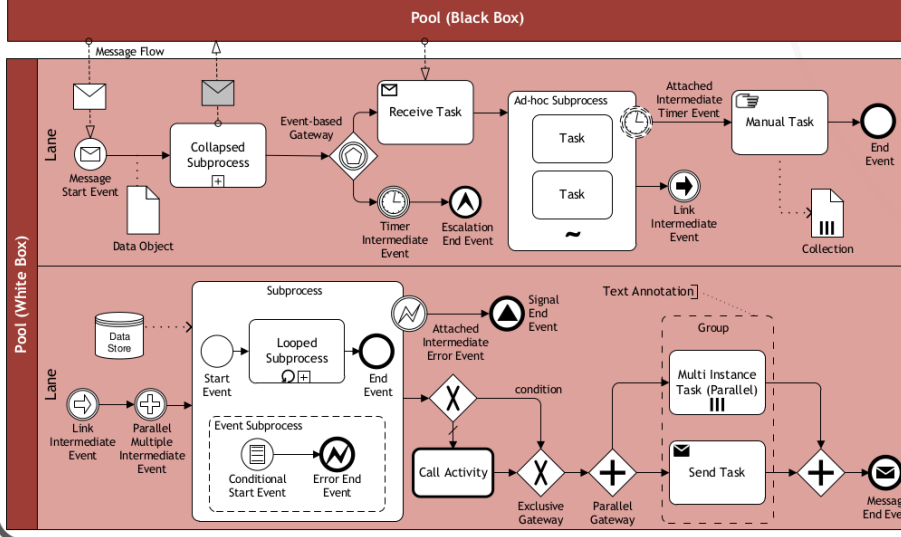 Pool (Black Box)
Message Flow
Pool (White Box)
Lane
Message
Start Event
Data Object
Collapsed
Subprocess
Event-based
Gateway
Receive Task
Timer
Intermediate
Event
Escalation
End Event
Ad-hoc Subprocess
Task
Task
Attached
Intermediate
Timer Event
Link
Intermediate
Event
Manual Task
Collection
End
Event
Lane
Data
Store
Link
Intermediate
Event
Parallel
Multiple
Intermediate
Event
Subprocess
Start
Event
Looped
Subprocess
End
Event
Event Subprocess
Conditional
Start Event
Error End
Event
Attached
Intermediate
Error Event
Signal
End
Event
condition
Call Activity
Exclusive
Gateway
Parallel
Gateway
Text Annotation
Group
Multi Instance
Task (Parallel)
Send Task
Message
End Event